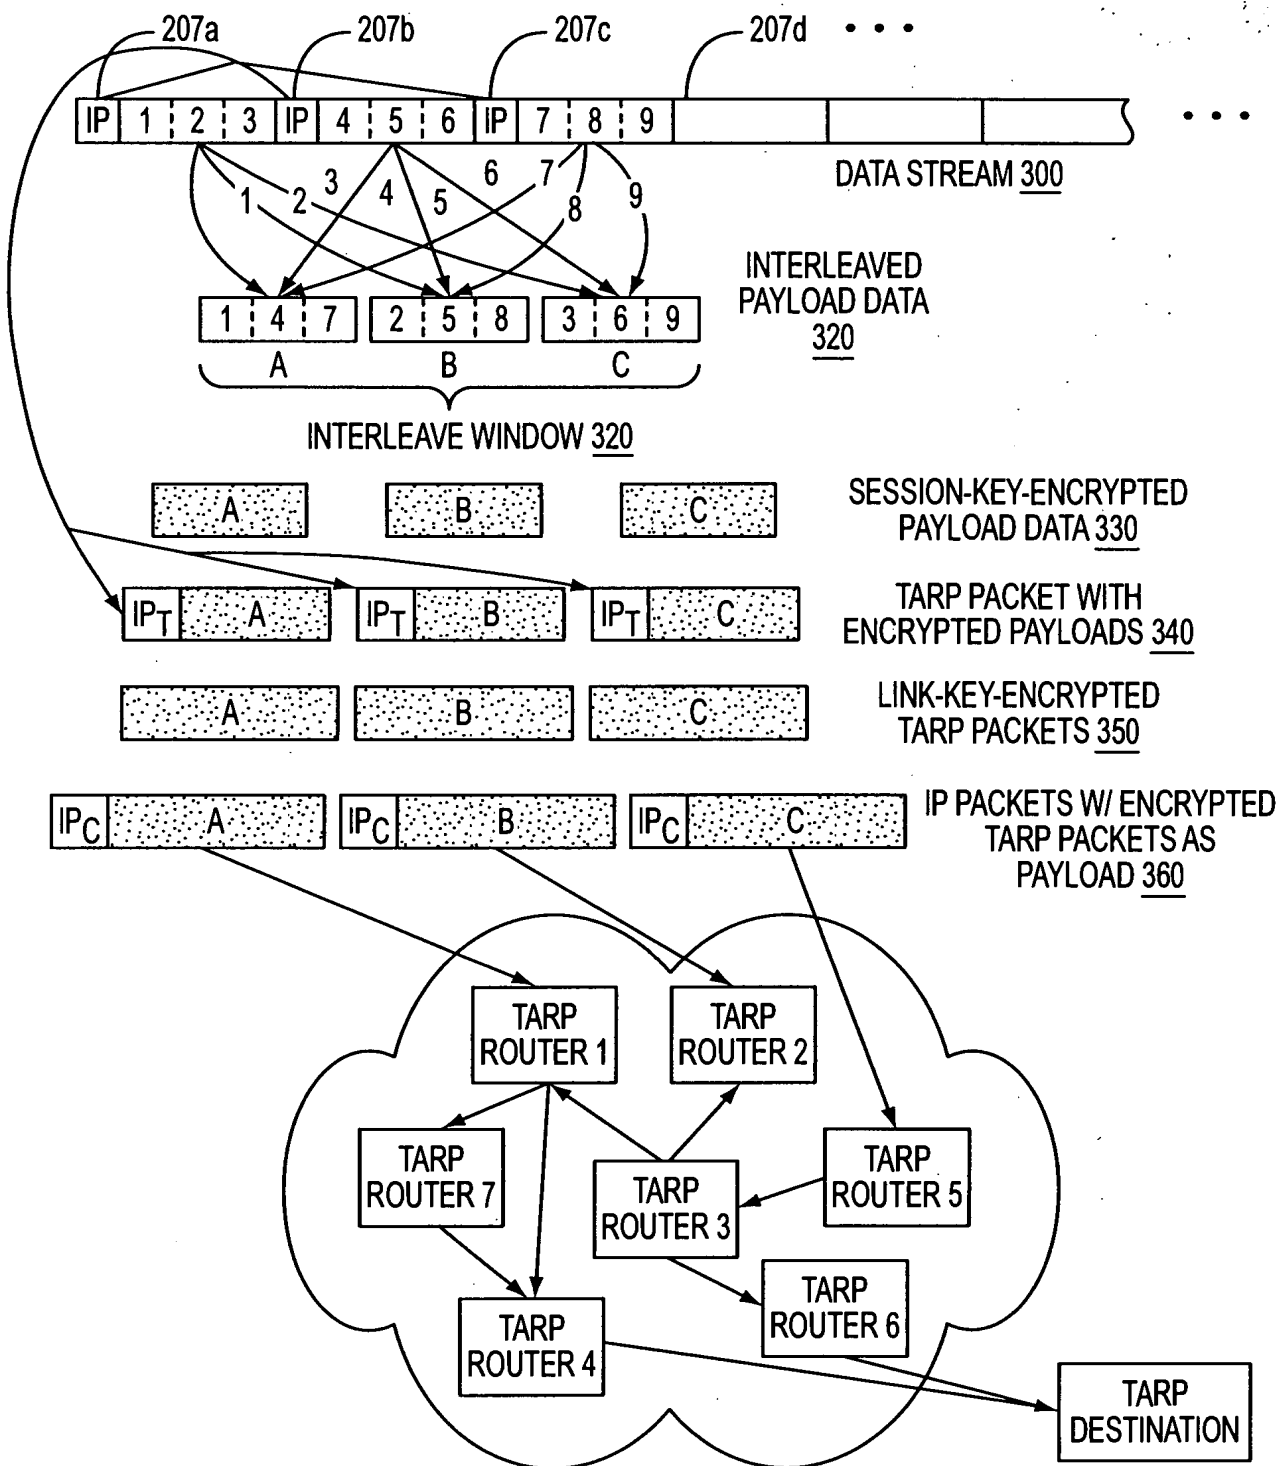 207a 207b 207c 207d
IP 1 2 3 IP 4 5 6 IP 7 8 9
DATA STREAM 300
1 2 3 4 5 6 7 8 9
INTERLEAVED
PAYLOAD DATA
320
1 4 7 2 5 8 3 6 9
A B C
INTERLEAVE WINDOW 320
A B C
SESSION-KEY-ENCRYPTED
PAYLOAD DATA 330
IPT A IPT B IPT C
TARP PACKET WITH
ENCRYPTED PAYLOADS 340
A B C
LINK-KEY-ENCRYPTED
TARP PACKETS 350
IPC A IPC B IPC C
IP PACKETS W/ ENCRYPTED
TARP PACKETS AS
PAYLOAD 360
TARP
ROUTER 1
TARP
ROUTER 2
TARP
ROUTER 7
TARP
ROUTER 3
TARP
ROUTER 5
TARP
ROUTER 4
TARP
ROUTER 6
TARP
DESTINATION